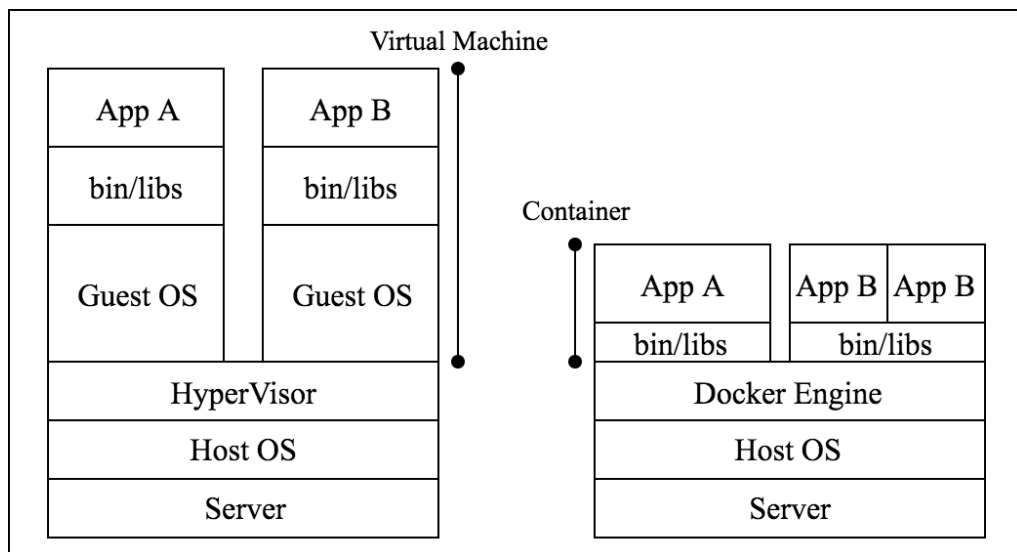 Virtual Machine
App A
App B
bin/libs
bin/libs
Guest OS
Guest OS
HyperVisor
Host OS
Server
Container
App A
App B
App B
bin/libs
bin/libs
Docker Engine
Host OS
Server